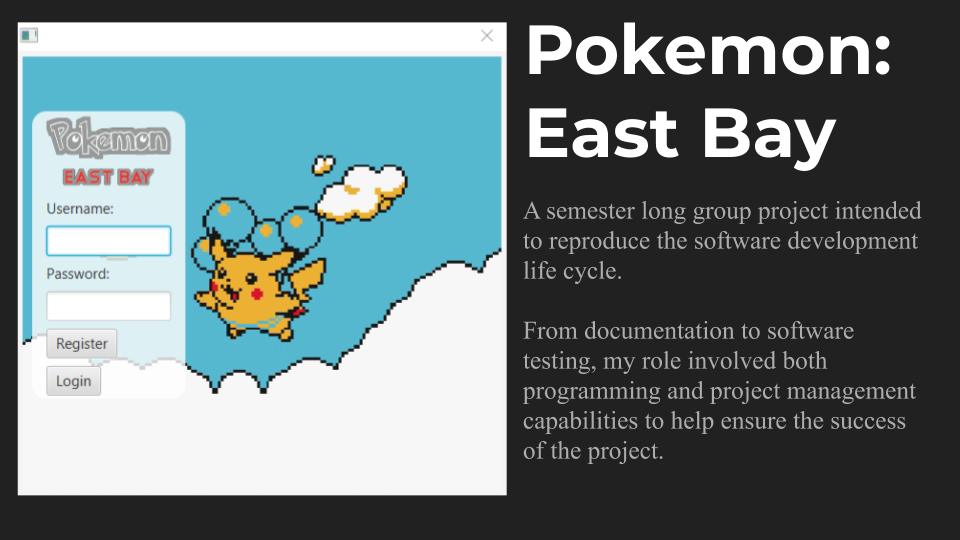 Pokemon
EAST BAY
Username:
Password:
Register
Login
Pokemon:
East Bay
A semester long group project intended
to reproduce the software development
life cycle.
From documentation to software
testing, my role involved both
programming and project management
capabilities to help ensure the success
of the project.